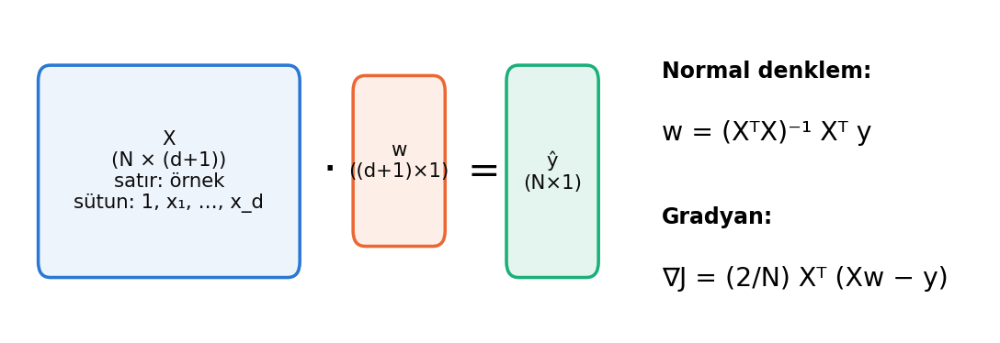 X
(N × (d+1))
satır: örnek
sütun: 1, x₁, …, x_d
·
w
((d+1)×1)
=
ŷ
(N×1)
Normal denklem:
w = (XᵀX)⁻¹ Xᵀ y
Gradyan:
∇J = (2/N) Xᵀ (Xw − y)